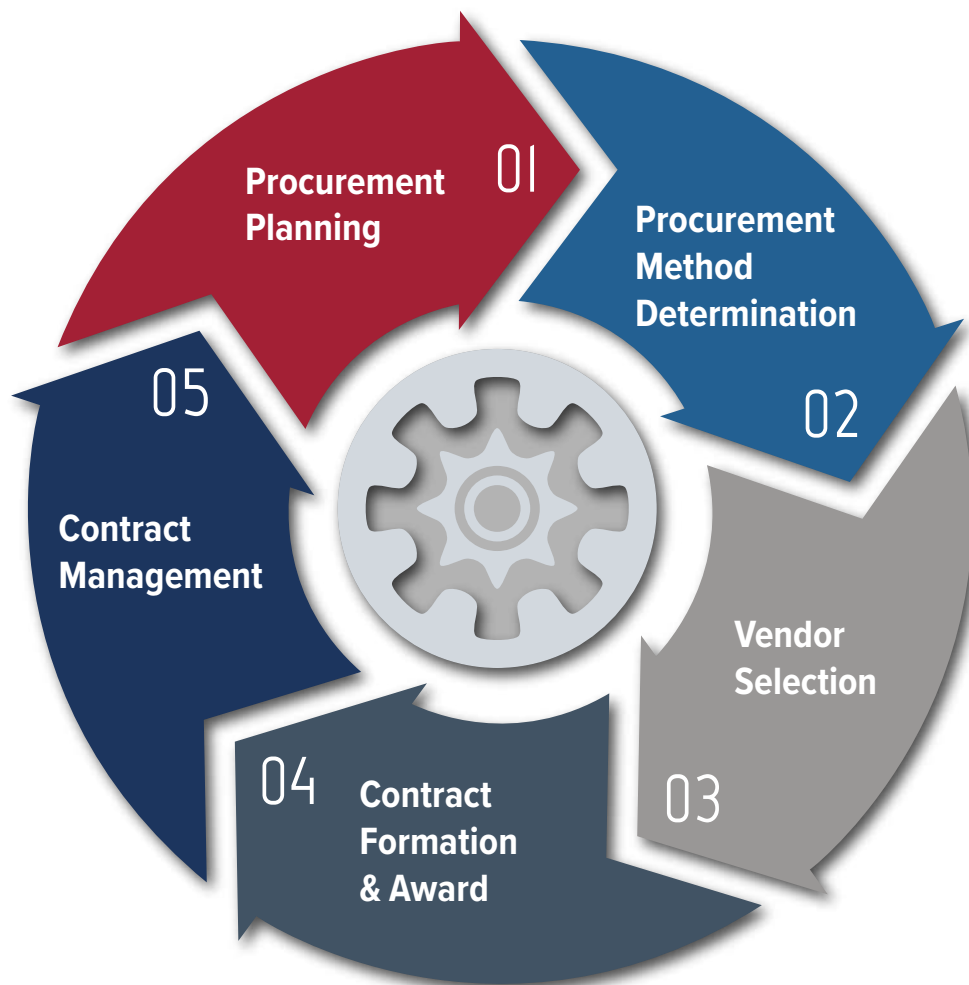 01
Procurement
Planning
Procurement
Method
Determination
02
Vendor
Selection
03
04
Contract
Formation
& Award
05
Contract
Management